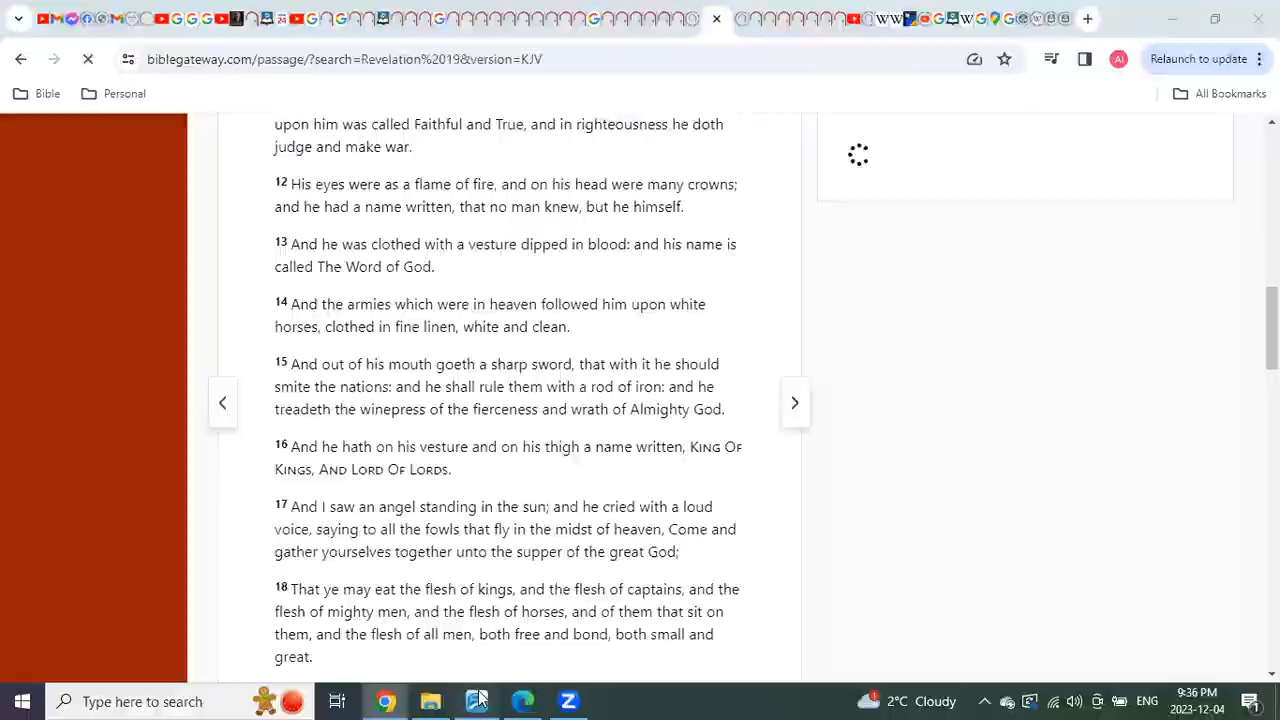 biblegateway.com/passage/?search=Revelation%2019&version=KJV
Relaunch to update
AI
Bible
Personal
All Bookmarks
upon him was called Faithful and True, and in righteousness he doth
judge and make war.
12 His eyes were as a flame of fire, and on his head were many crowns;
and he had a name written, that no man knew, but he himself.
13 And he was clothed with a vesture dipped in blood: and his name is
called The Word of God.
14 And the armies which were in heaven followed him upon white
horses, clothed in fine linen, white and clean.
15 And out of his mouth goeth a sharp sword, that with it he should
smite the nations: and he shall rule them with a rod of iron: and he
treadeth the winepress of the fierceness and wrath of Almighty God.
16 And he hath on his vesture and on his thigh a name written, King Of
Kings, And Lord Of Lords.
17 And I saw an angel standing in the sun; and he cried with a loud
voice, saying to all the fowls that fly in the midst of heaven, Come and
gather yourselves together unto the supper of the great God;
18 That ye may eat the flesh of kings, and the flesh of captains, and the
flesh of mighty men, and the flesh of horses, and of them that sit on
them, and the flesh of all men, both free and bond, both small and
great.
Type here to search
2°C Cloudy
ENG
9:36 PM
2023-12-04